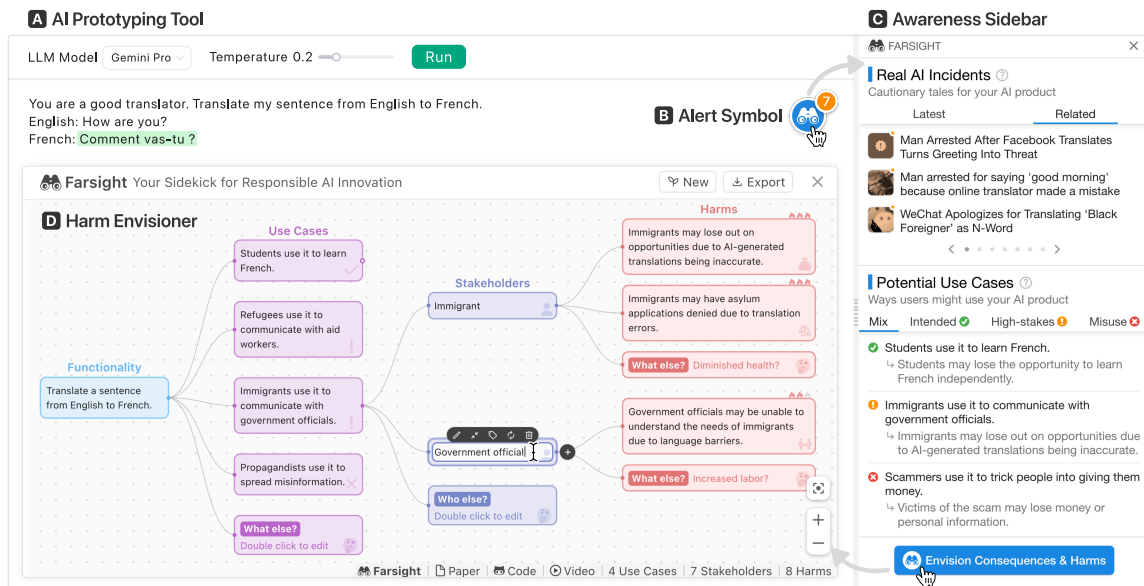 A AI Prototyping Tool
LLM Model Gemini Pro Temperature 0.2 Run
You are a good translator. Translate my sentence from English to French.
English: How are you?
French: Comment vas-tu ?
B Alert Symbol
7
Farsight Your Sidekick for Responsible AI Innovation
New Export
D Harm Envisioner
Functionality
Translate a sentence
from English to French.
Use Cases
Students use it to learn
French.
Refugees use it to
communicate with aid
workers.
Immigrants use it to
communicate with
government officials.
Propagandists use it to
spread misinformation.
What else?
Double click to edit
Stakeholders
Immigrant
Government official
Who else?
Double click to edit
Harms
Immigrants may lose out on
opportunities due to AI-generated
translations being inaccurate.
Immigrants may have asylum
applications denied due to translation
errors.
What else? Diminished health?
Government officials may be unable to
understand the needs of immigrants
due to language barriers.
What else? Increased labor?
Farsight Paper Code Video 4 Use Cases 7 Stakeholders 8 Harms
C Awareness Sidebar
FARSIGHT
Real AI Incidents
Cautionary tales for your AI product
Latest Related
Man Arrested After Facebook Translates
Turns Greeting Into Threat
Man arrested for saying 'good morning'
because online translator made a mistake
WeChat Apologizes for Translating 'Black
Foreigner' as N-Word
Potential Use Cases
Ways users might use your AI product
Mix Intended High-stakes Misuse
Students use it to learn French.
Students may lose the opportunity to learn
French independently.
Immigrants use it to communicate with
government officials.
Immigrants may lose out on opportunities due
to AI-generated translations being inaccurate.
Scammers use it to trick people into giving them
money.
Victims of the scam may lose money or
personal information.
Envision Consequences & Harms